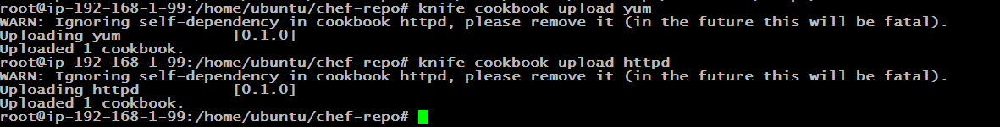 root@ip-192-168-1-99:/home/ubuntu/chef-repo# knife cookbook upload yum
WARN: Ignoring self-dependency in cookbook httpd, please remove it (in the future this will be fatal).
Uploading yum            [0.1.0]
Uploaded 1 cookbook.
root@ip-192-168-1-99:/home/ubuntu/chef-repo# knife cookbook upload httpd
WARN: Ignoring self-dependency in cookbook httpd, please remove it (in the future this will be fatal).
Uploading httpd          [0.1.0]
Uploaded 1 cookbook.
root@ip-192-168-1-99:/home/ubuntu/chef-repo#